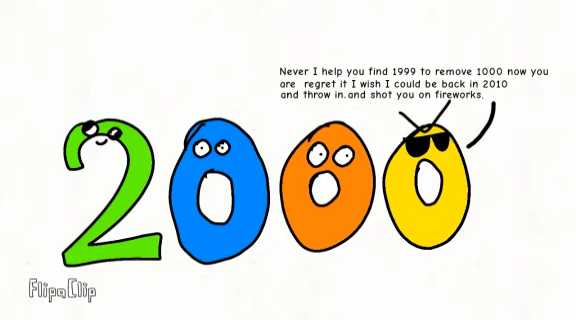 Never I help you find 1999 to remove 1000 now you
are regret it I wish I could be back in 2010
and throw in.and shot you on fireworks.
2000
FlipaClip